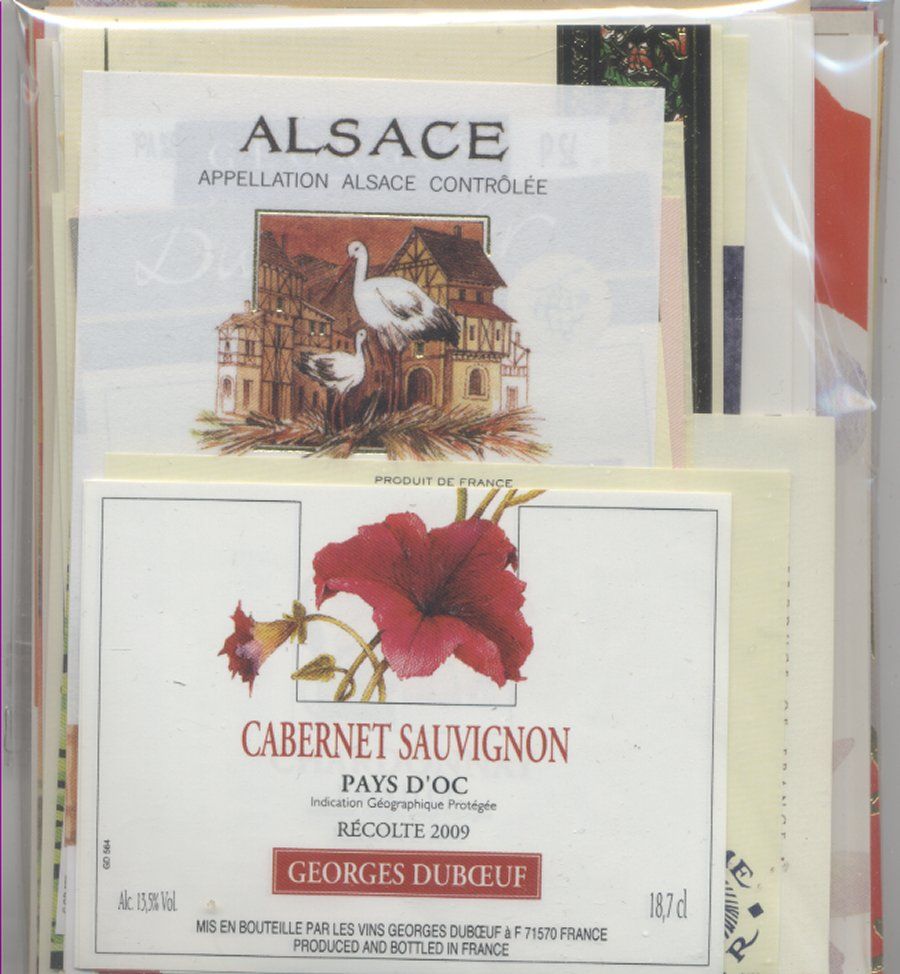 ALSACE
APPELLATION ALSACE CONTRÔLÉE
PRODUIT DE FRANCE
CABERNET SAUVIGNON
PAYS D'OC
Indication Géographique Protégée
RÉCOLTE 2009
GEORGES DUBŒUF
GD 564
Alc. 13,5% Vol.
18,7 cl
MIS EN BOUTEILLE PAR LES VINS GEORGES DUBŒUF à F 71570 FRANCE
PRODUCED AND BOTTLED IN FRANCE